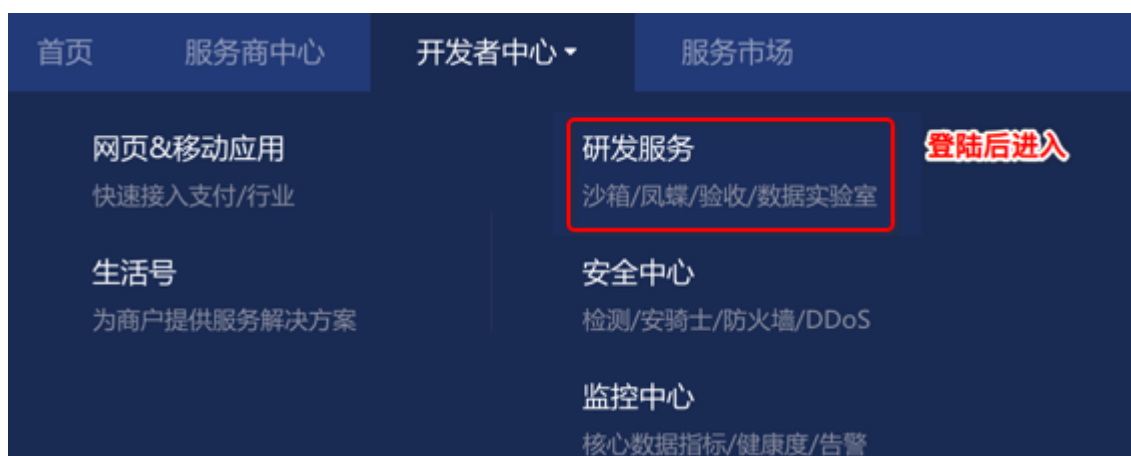 首页 服务商中心 开发者中心 服务市场
网页&移动应用
快速接入支付/行业
生活号
为商户提供服务解决方案
研发服务
沙箱/凤蝶/验收/数据实验室
登陆后进入
安全中心
检测/安骑士/防火墙/DDoS
监控中心
核心数据指标/健康度/告警